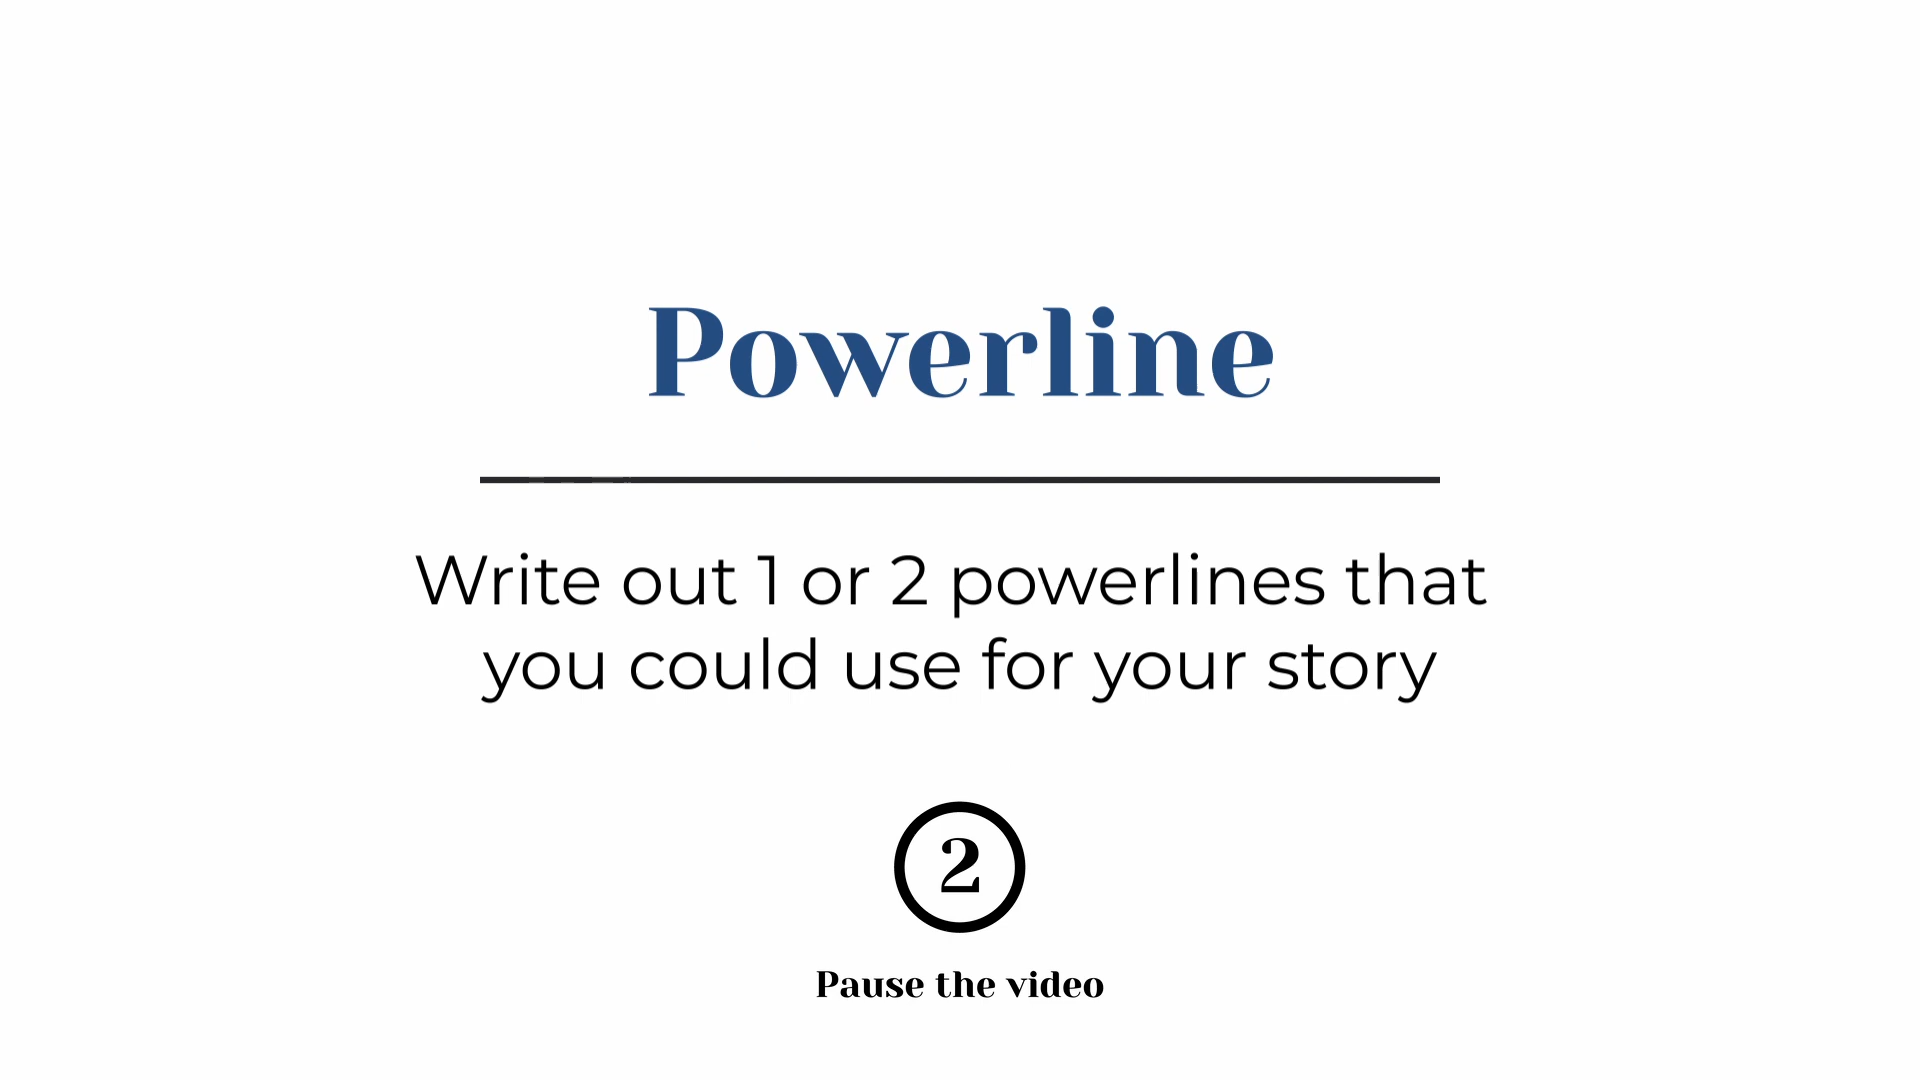 Powerline
Write out 1 or 2 powerlines that
you could use for your story
2
Pause the video